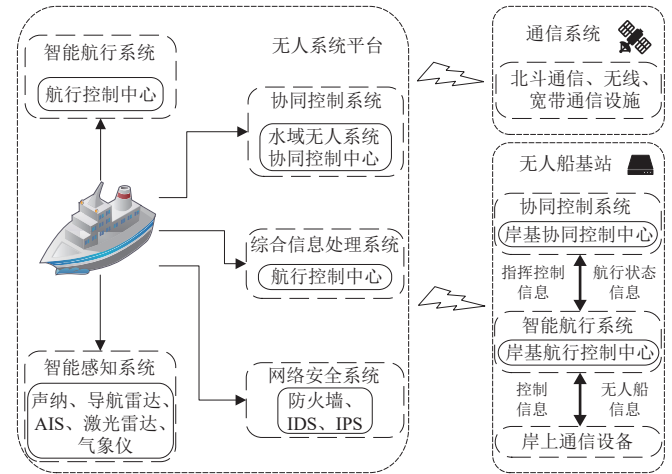 无人系统平台
智能航行系统
航行控制中心
协同控制系统
水域无人系统
协同控制中心
综合信息处理系统
航行控制中心
智能感知系统
声纳、导航雷达、
AIS、激光雷达、
气象仪
网络安全系统
防火墙、
IDS、IPS
通信系统
北斗通信、无线、
宽带通信设施
无人船基站
协同控制系统
岸基协同控制中心
指挥控制
信息
航行状态
信息
智能航行系统
岸基航行控制中心
控制
信息
无人船
信息
岸上通信设备